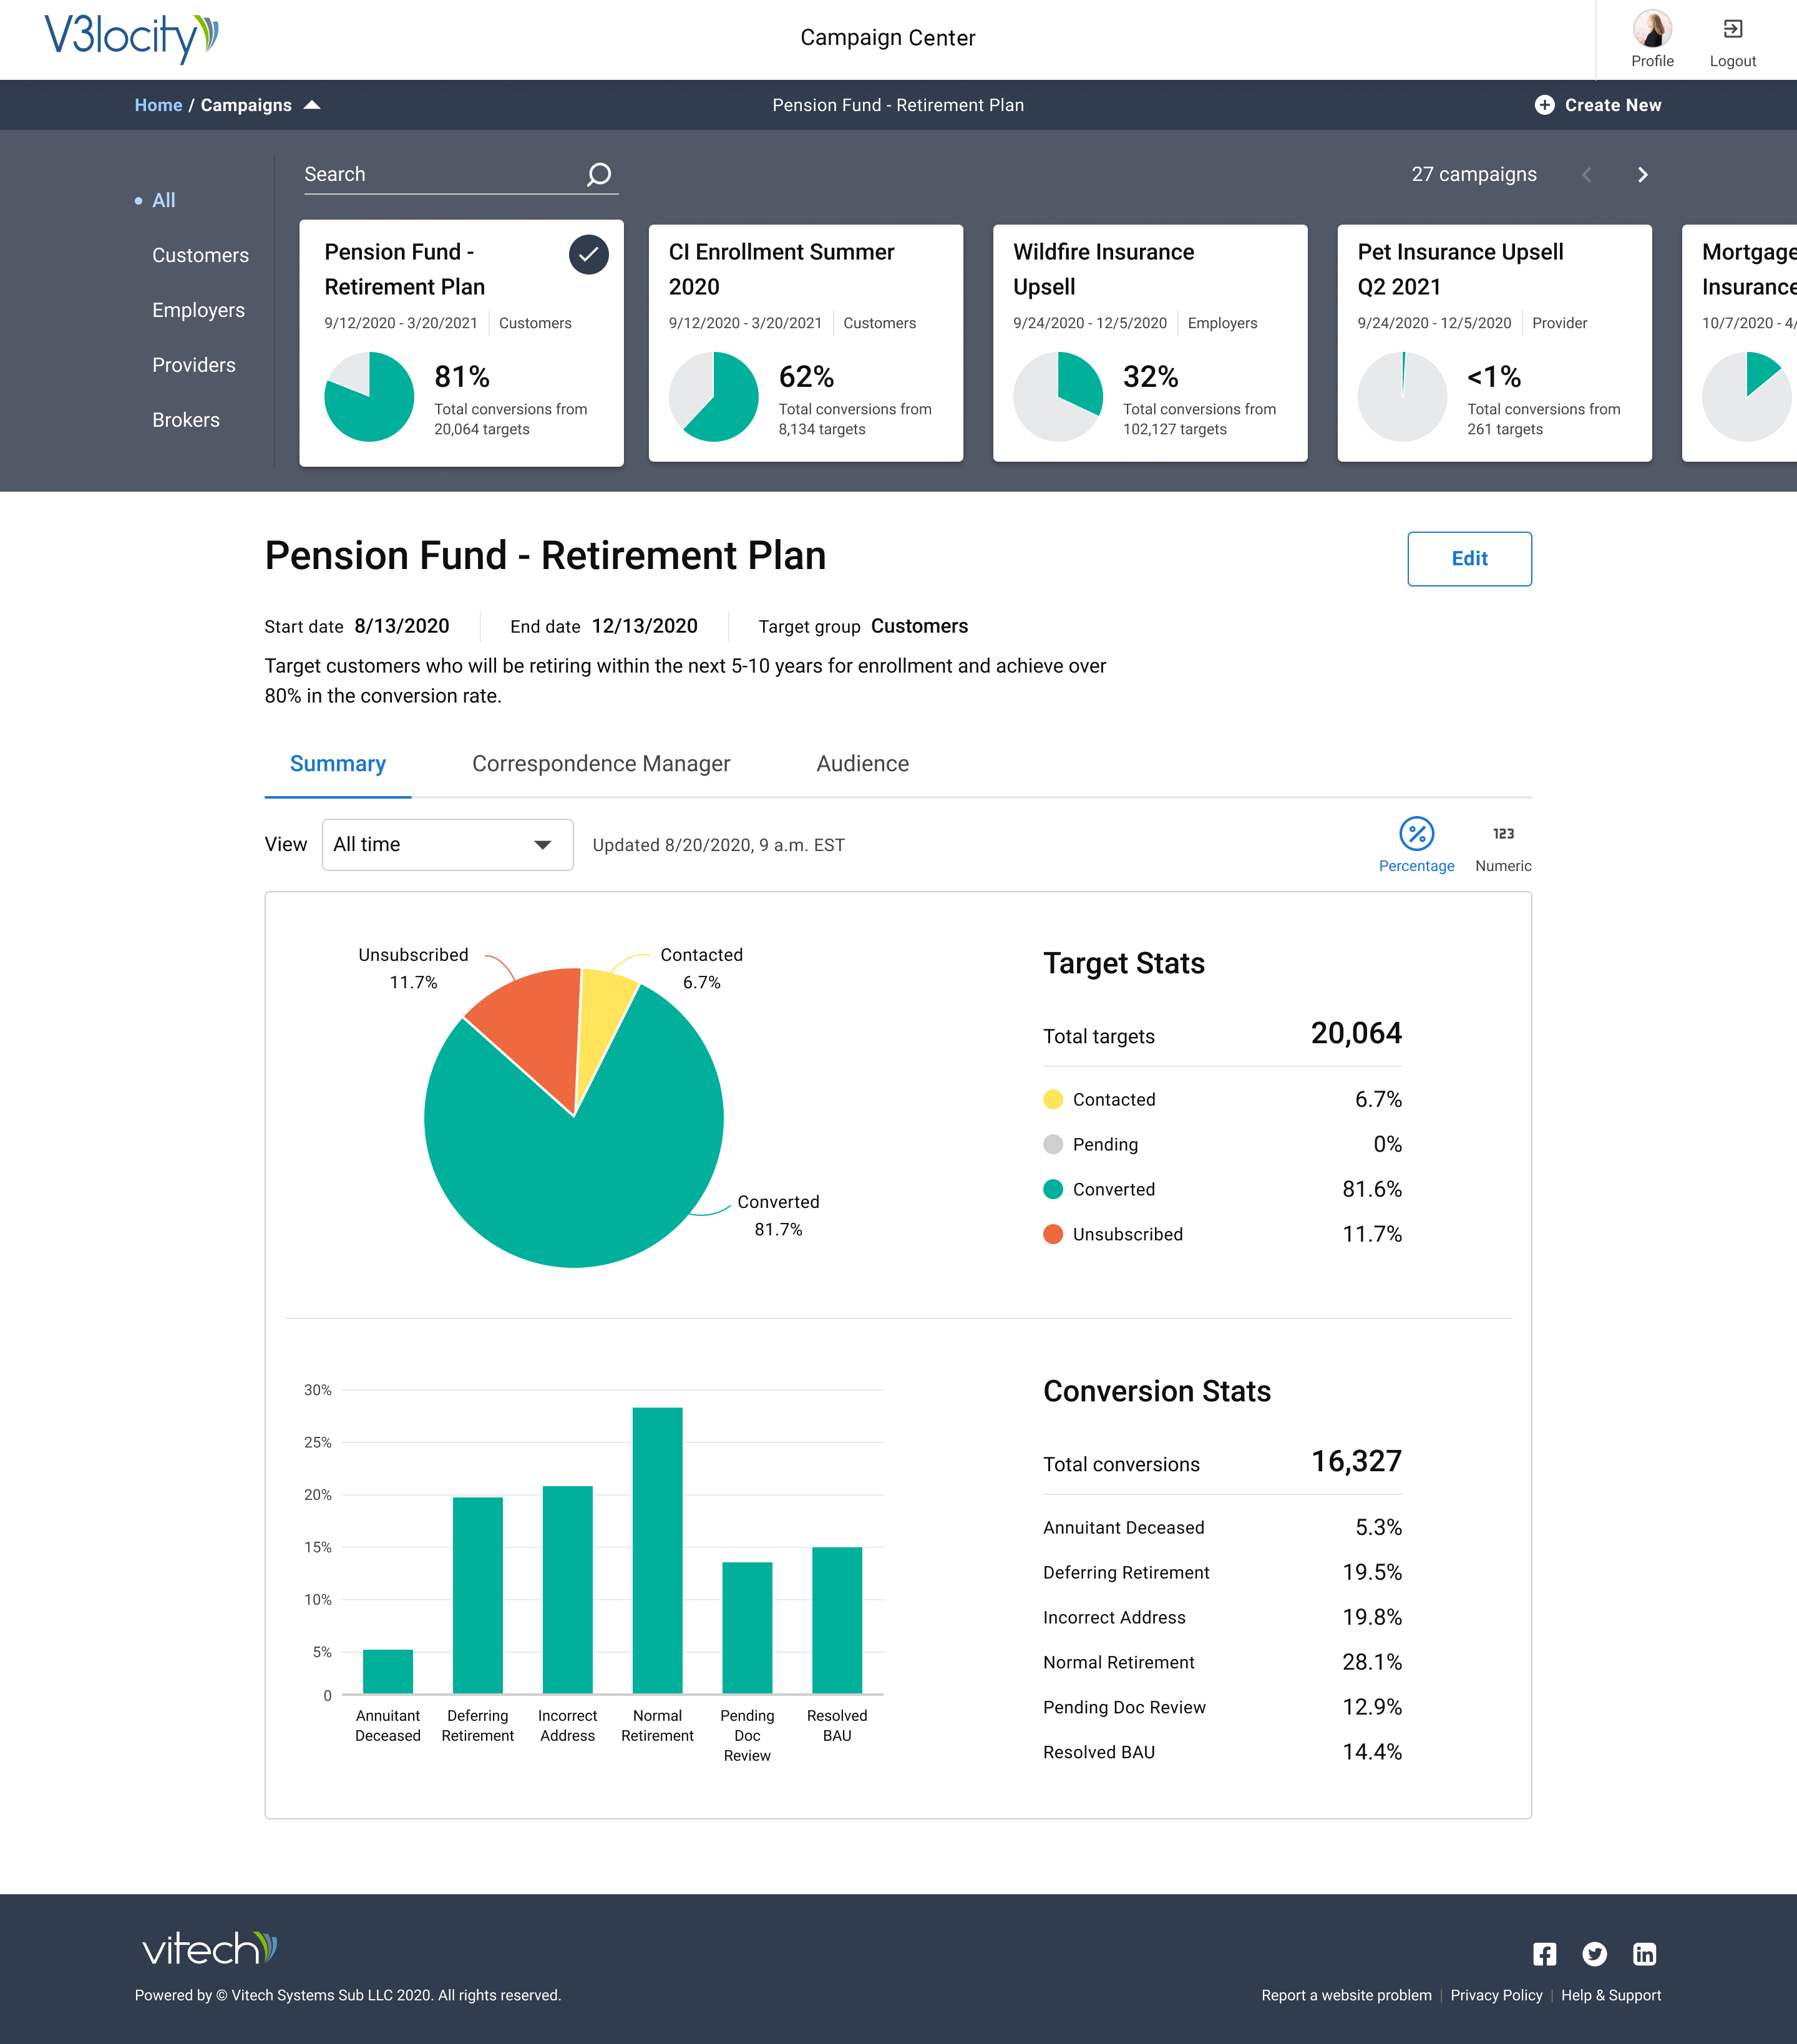 V3locity
Campaign Center
Profile
Logout
Home / Campaigns
Pension Fund - Retirement Plan
Create New
All
Customers
Employers
Providers
Brokers
Search
27 campaigns
Pension Fund -
Retirement Plan
9/12/2020 - 3/20/2021
Customers
81%
Total conversions from
20,064 targets
CI Enrollment Summer
2020
9/12/2020 - 3/20/2021
Customers
62%
Total conversions from
8,134 targets
Wildfire Insurance
Upsell
9/24/2020 - 12/5/2020
Employers
32%
Total conversions from
102,127 targets
Pet Insurance Upsell
Q2 2021
9/24/2020 - 12/5/2020
Provider
<1%
Total conversions from
261 targets
Mortgage
Insurance
10/7/2020 - 4/
Pension Fund - Retirement Plan
Edit
Start date 8/13/2020
End date 12/13/2020
Target group Customers
Target customers who will be retiring within the next 5-10 years for enrollment and achieve over
80% in the conversion rate.
Summary
Correspondence Manager
Audience
View
All time
Updated 8/20/2020, 9 a.m. EST
Percentage
123
Numeric
Unsubscribed
11.7%
Contacted
6.7%
Converted
81.7%
Target Stats
Total targets 20,064
Contacted 6.7%
Pending 0%
Converted 81.6%
Unsubscribed 11.7%
30%
25%
20%
15%
10%
5%
0
Annuitant
Deceased
Deferring
Retirement
Incorrect
Address
Normal
Retirement
Pending
Doc
Review
Resolved
BAU
Conversion Stats
Total conversions 16,327
Annuitant Deceased 5.3%
Deferring Retirement 19.5%
Incorrect Address 19.8%
Normal Retirement 28.1%
Pending Doc Review 12.9%
Resolved BAU 14.4%
vitech
Powered by © Vitech Systems Sub LLC 2020. All rights reserved.
Report a website problem | Privacy Policy | Help & Support